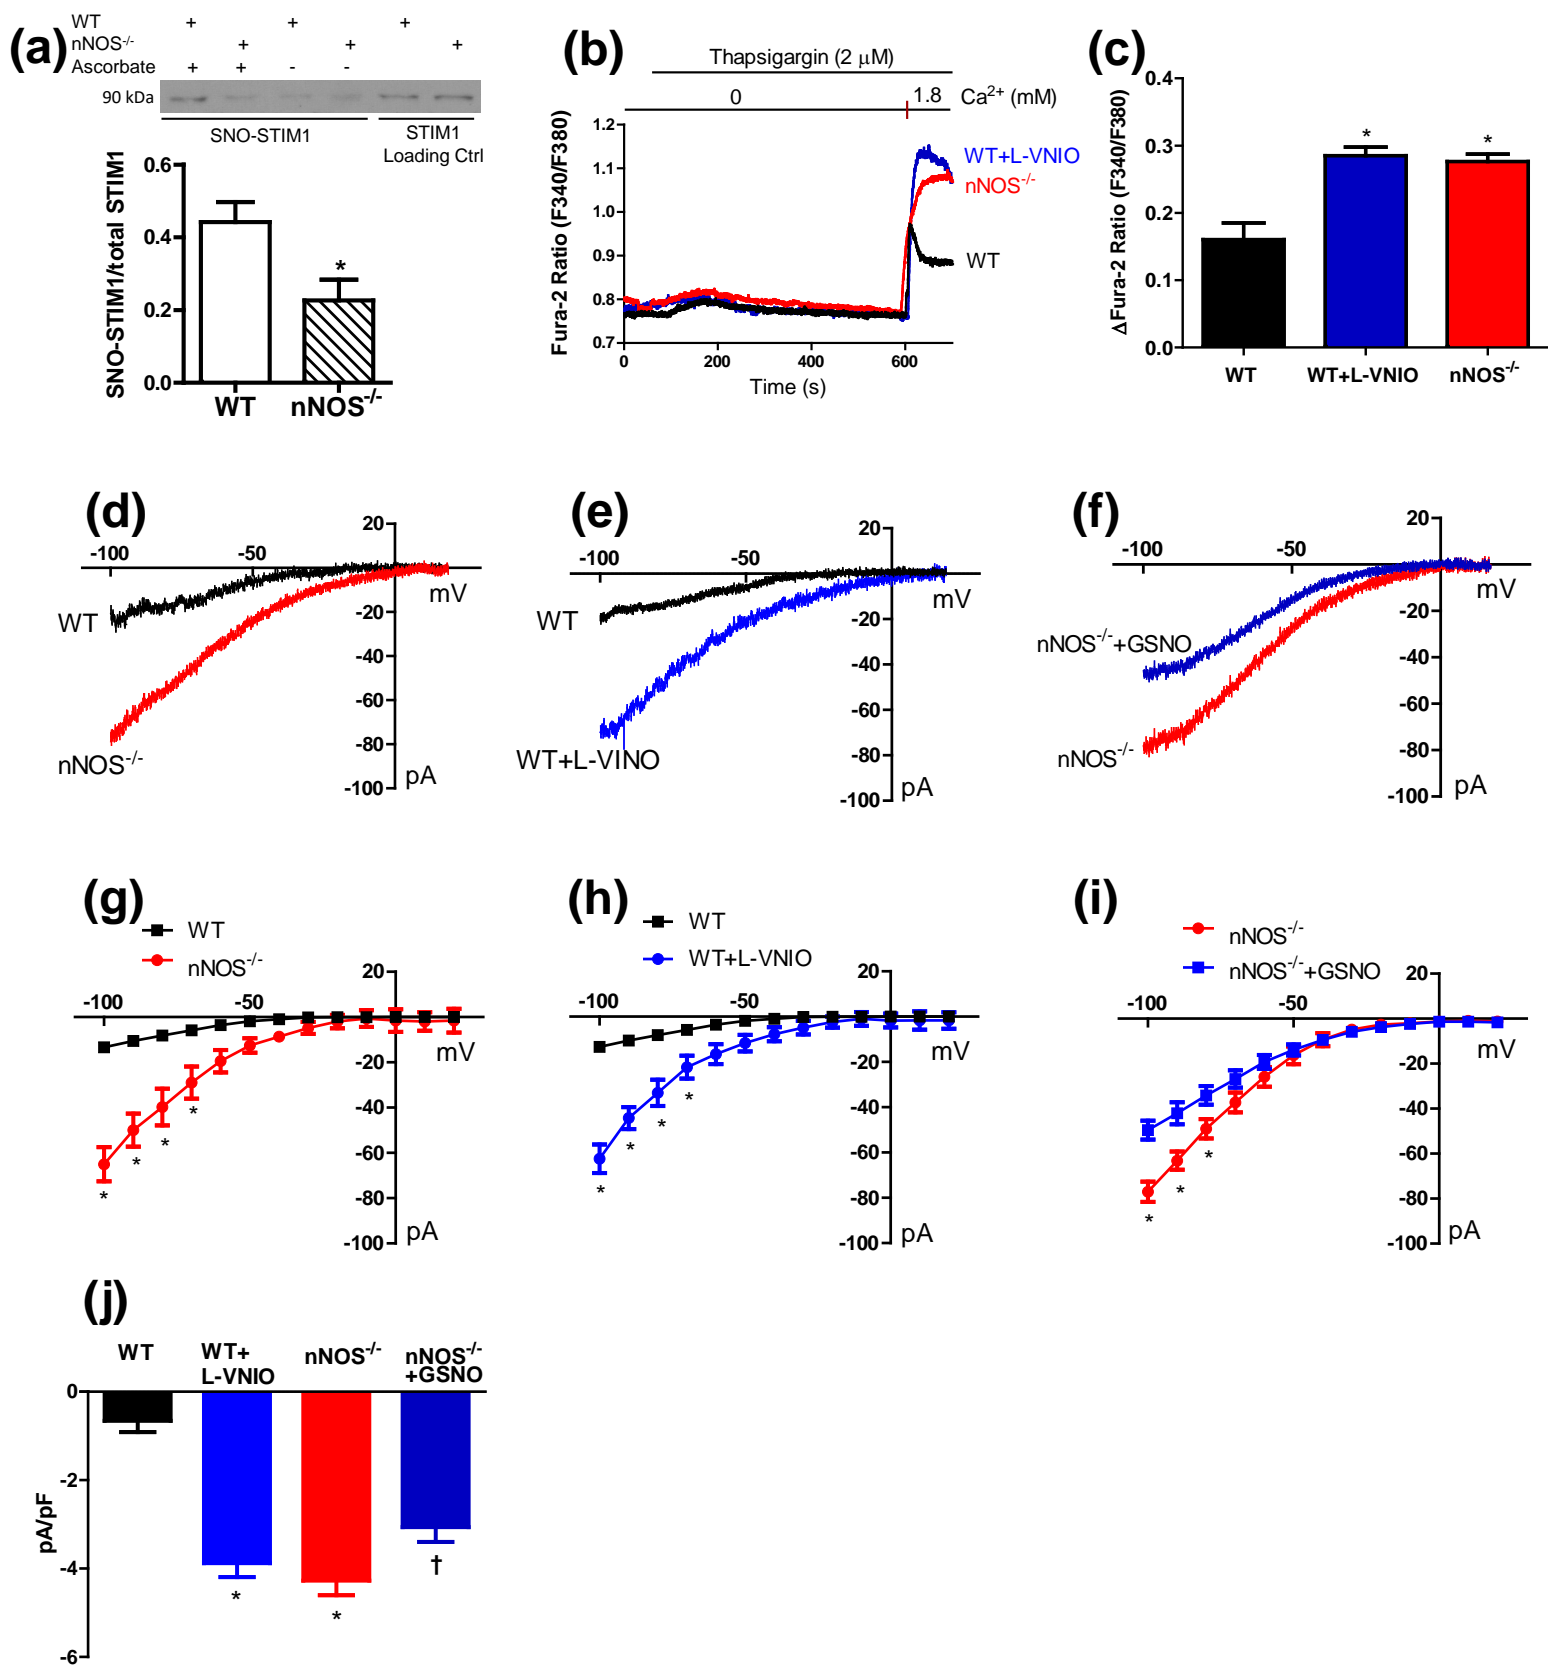 (a)
WT + + +
nNOS-/- + + +
Ascorbate + + - -
90 kDa
SNO-STIM1
STIM1
Loading Ctrl
SNO-STIM1/total STIM1
0.6
0.4
0.2
0.0
*
WT nNOS-/-
(b)
Thapsigargin (2 μM)
0 1.8 Ca2+ (mM)
Fura-2 Ratio (F340/F380)
1.2
1.1
1.0
0.9
0.8
0.7
WT+L-VNIO
nNOS-/-
WT
0 200 400 600
Time (s)
(c)
ΔFura-2 Ratio (F340/F380)
0.4
0.3
0.2
0.1
0.0
* *
WT WT+L-VNIO nNOS-/-
(d)
20
-100 -50
mV
WT
-20
-40
-60
-80
-100
nNOS-/-
pA
(e)
20
-100 -50
mV
WT
-20
-40
-60
-80
-100
WT+L-VINO
pA
(f)
20
-100 -50
mV
-20
nNOS-/-+GSNO
-40
-60
nNOS-/-
-80
-100
pA
(g)
WT
nNOS-/-
20
-100 -50
mV
-20
-40
-60
-80
-100
* * * *
pA
(h)
WT
WT+L-VNIO
20
-100 -50
mV
-20
-40
-60
-80
-100
* * * *
pA
(i)
nNOS-/-
nNOS-/-+GSNO
20
-100 -50
mV
-20
-40
-60
-80
-100
* * *
pA
(j)
WT
WT+
L-VNIO
nNOS-/-
nNOS-/-
+GSNO
0
-2
-4
-6
pA/pF
* * †